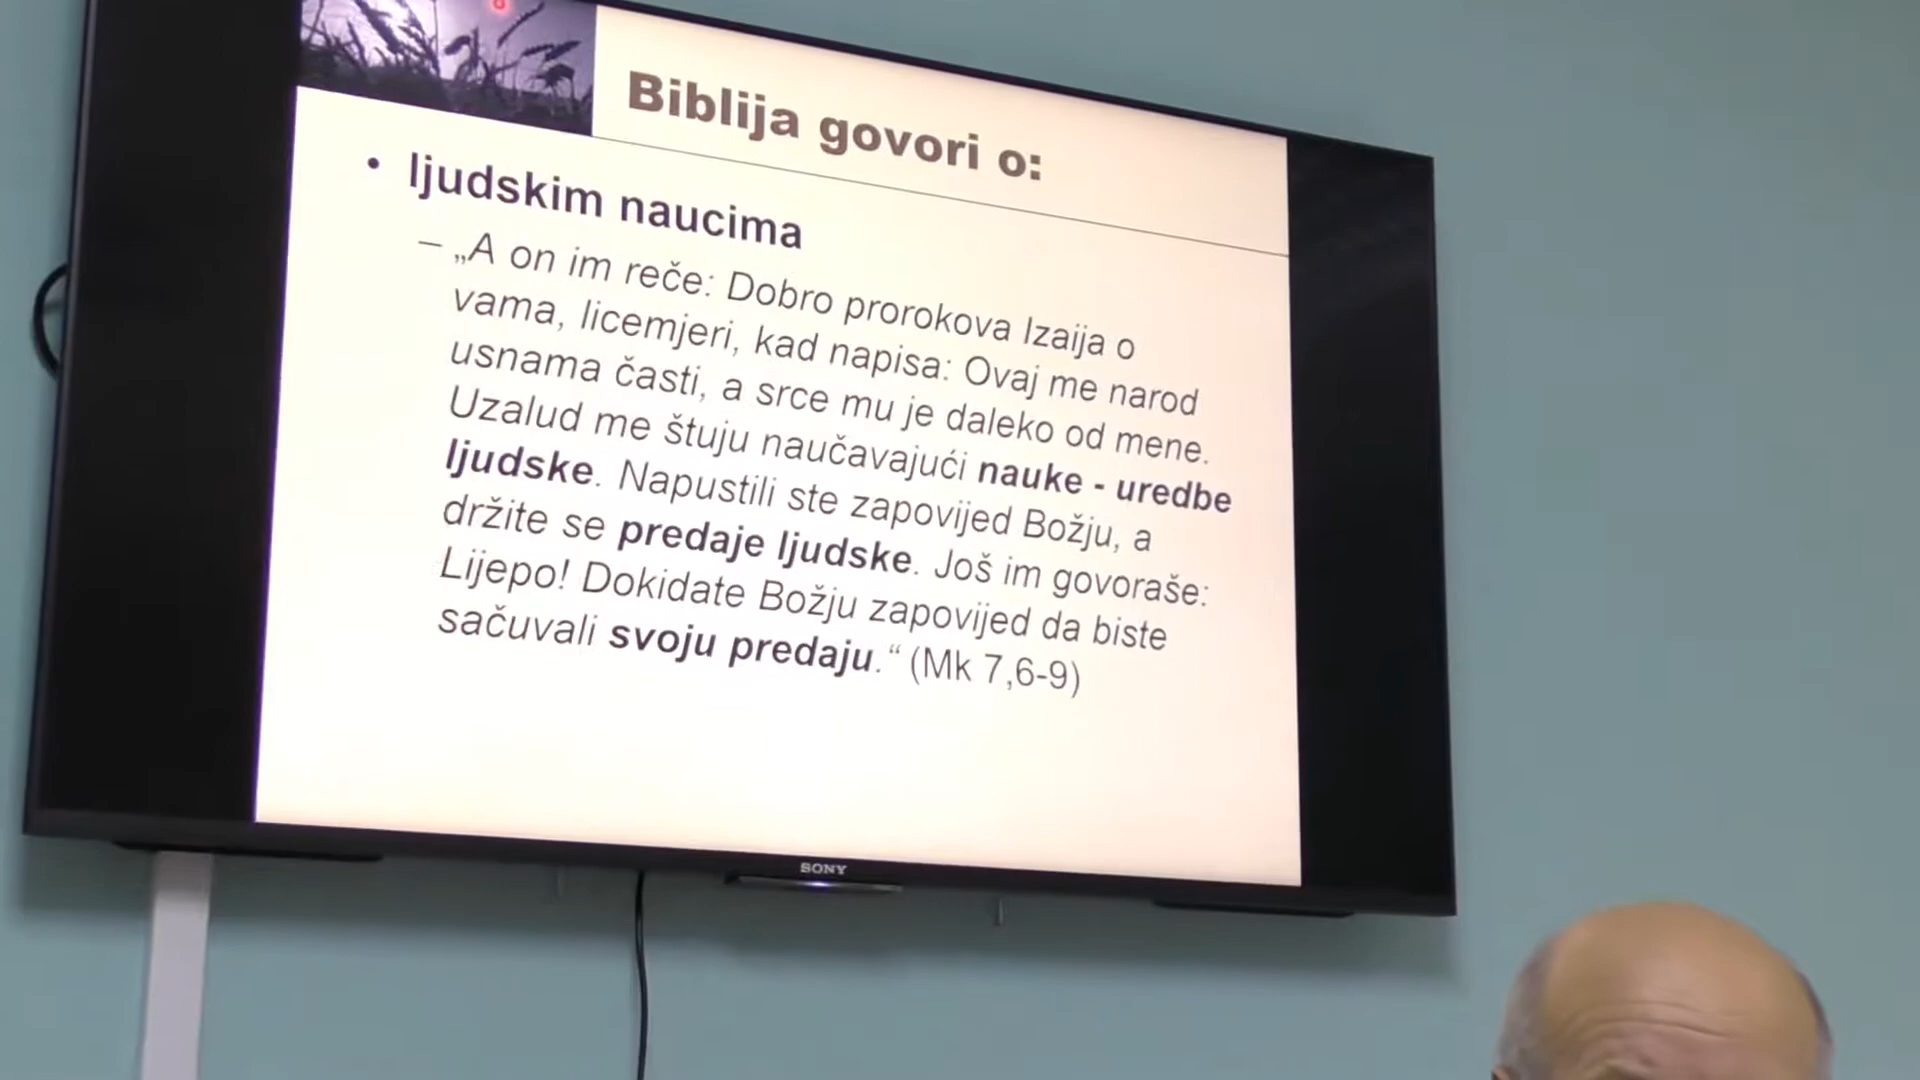 Biblija govori o:
• ljudskim naucima
– „A on im reče: Dobro prorokova Izaija o
vama, licemjeri, kad napisa: Ovaj me narod
usnama časti, a srce mu je daleko od mene.
Uzalud me štuju naučavajući nauke - uredbe
ljudske. Napustili ste zapovijed Božju, a
držite se predaje ljudske. Još im govoraše:
Lijepo! Dokidate Božju zapovijed da biste
sačuvali svoju predaju.“ (Mk 7,6-9)
SONY